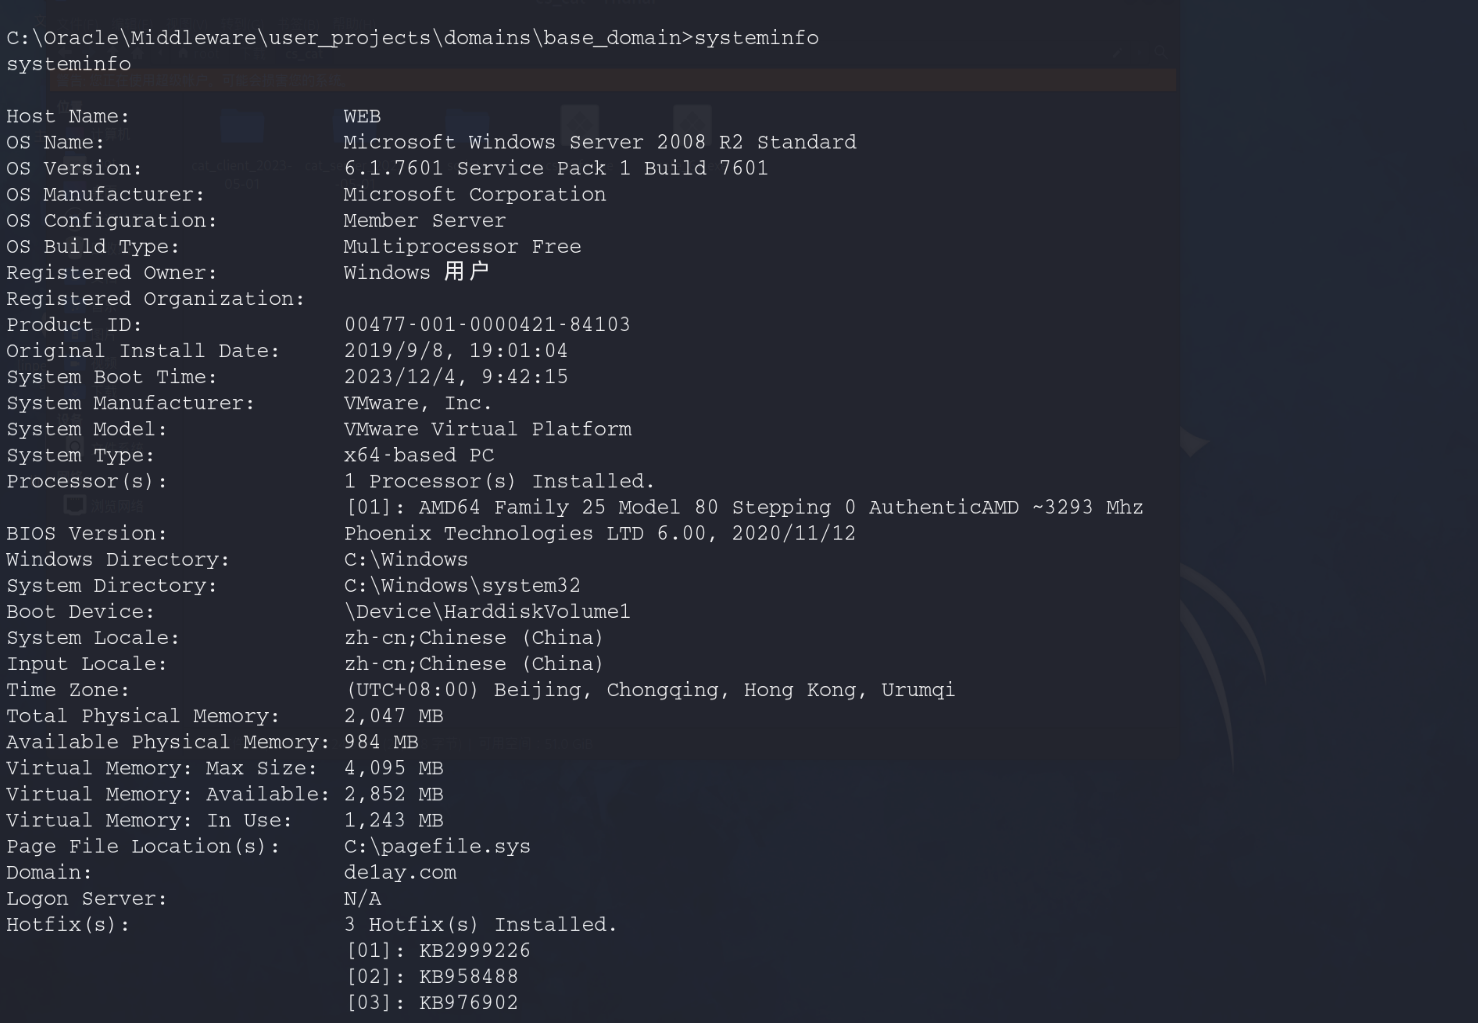 C:\Oracle\Middleware\user_projects\domains\base_domain>systeminfo
systeminfo
Host Name: WEB
OS Name: Microsoft Windows Server 2008 R2 Standard
OS Version: 6.1.7601 Service Pack 1 Build 7601
OS Manufacturer: Microsoft Corporation
OS Configuration: Member Server
OS Build Type: Multiprocessor Free
Registered Owner: Windows 用户
Registered Organization:
Product ID: 00477-001-0000421-84103
Original Install Date: 2019/9/8, 19:01:04
System Boot Time: 2023/12/4, 9:42:15
System Manufacturer: VMware, Inc.
System Model: VMware Virtual Platform
System Type: x64-based PC
Processor(s): 1 Processor(s) Installed.
[01]: AMD64 Family 25 Model 80 Stepping 0 AuthenticAMD ~3293 Mhz
BIOS Version: Phoenix Technologies LTD 6.00, 2020/11/12
Windows Directory: C:\Windows
System Directory: C:\Windows\system32
Boot Device: \Device\HarddiskVolume1
System Locale: zh-cn;Chinese (China)
Input Locale: zh-cn;Chinese (China)
Time Zone: (UTC+08:00) Beijing, Chongqing, Hong Kong, Urumqi
Total Physical Memory: 2,047 MB
Available Physical Memory: 984 MB
Virtual Memory: Max Size: 4,095 MB
Virtual Memory: Available: 2,852 MB
Virtual Memory: In Use: 1,243 MB
Page File Location(s): C:\pagefile.sys
Domain: de1ay.com
Logon Server: N/A
Hotfix(s): 3 Hotfix(s) Installed.
[01]: KB2999226
[02]: KB958488
[03]: KB976902